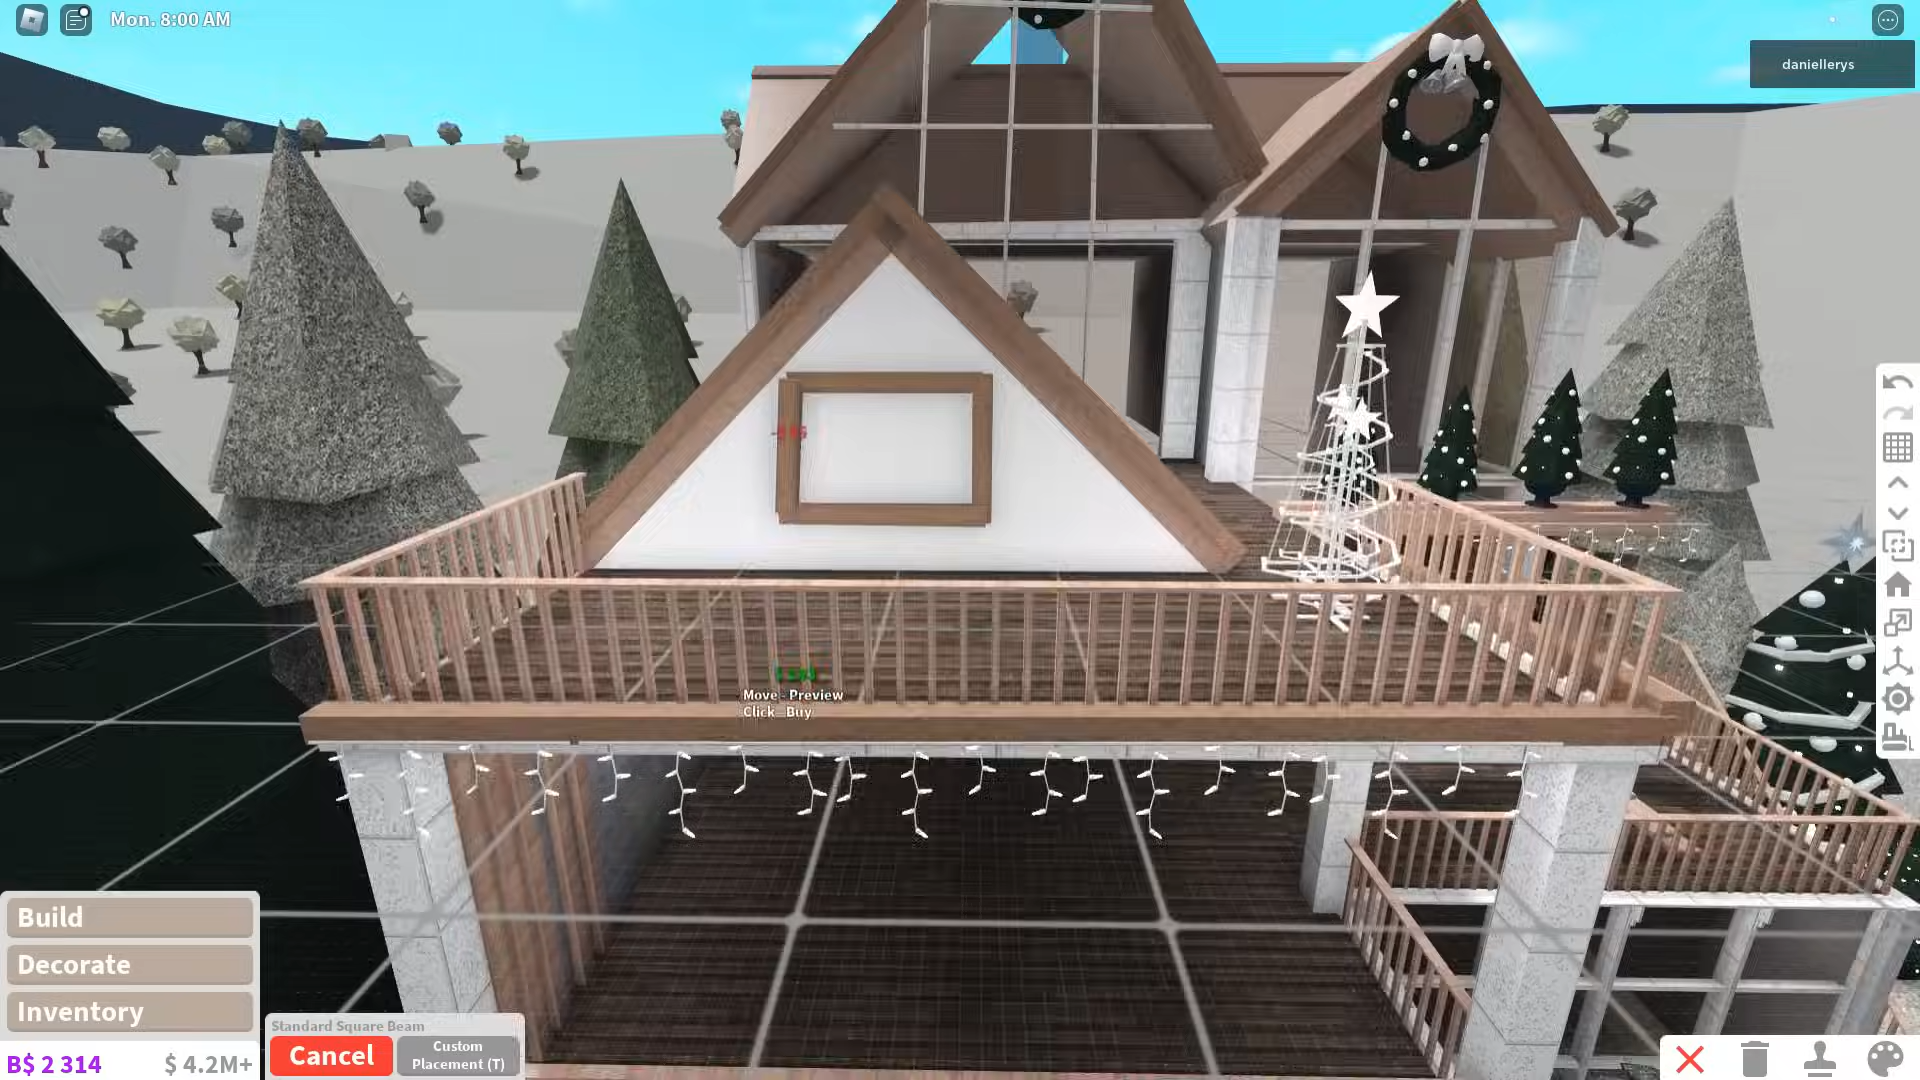 Mon. 8:00 AM
daniellerys
Move - Preview
Click - Buy
Build
Decorate
Inventory
Standard Square Beam
Cancel
Custom
Placement (T)
B$ 2 314
$ 4.2M+